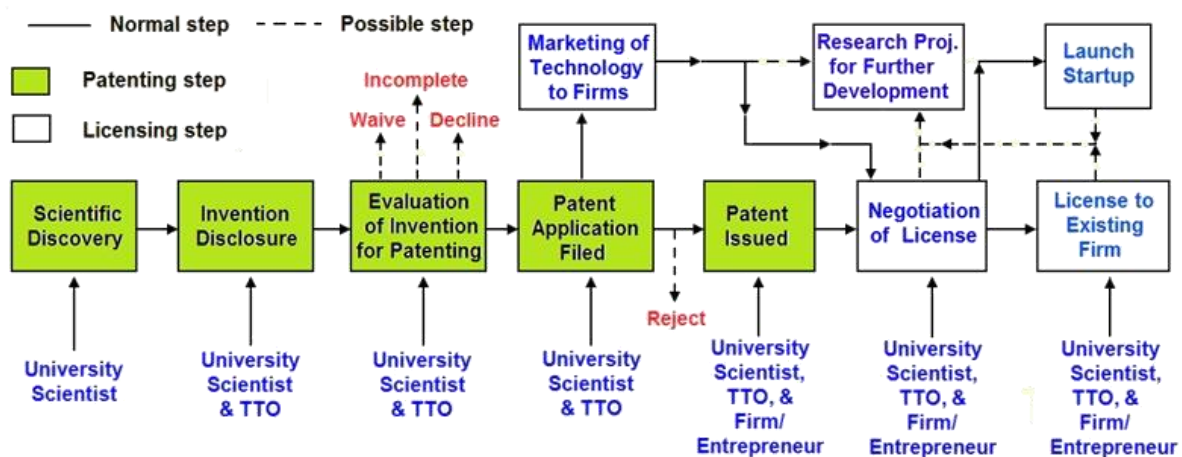 Normal step
Possible step
Patenting step
Licensing step
Marketing of
Technology
to Firms
Research Proj.
for Further
Development
Launch
Startup
Incomplete
Waive
Decline
Scientific
Discovery
Invention
Disclosure
Evaluation
of Invention
for Patenting
Patent
Application
Filed
Patent
Issued
Negotiation
of License
License to
Existing
Firm
Reject
University
Scientist
University
Scientist
& TTO
University
Scientist
& TTO
University
Scientist
& TTO
University
Scientist,
TTO, &
Firm/
Entrepreneur
University
Scientist,
TTO, &
Firm/
Entrepreneur
University
Scientist,
TTO, &
Firm/
Entrepreneur